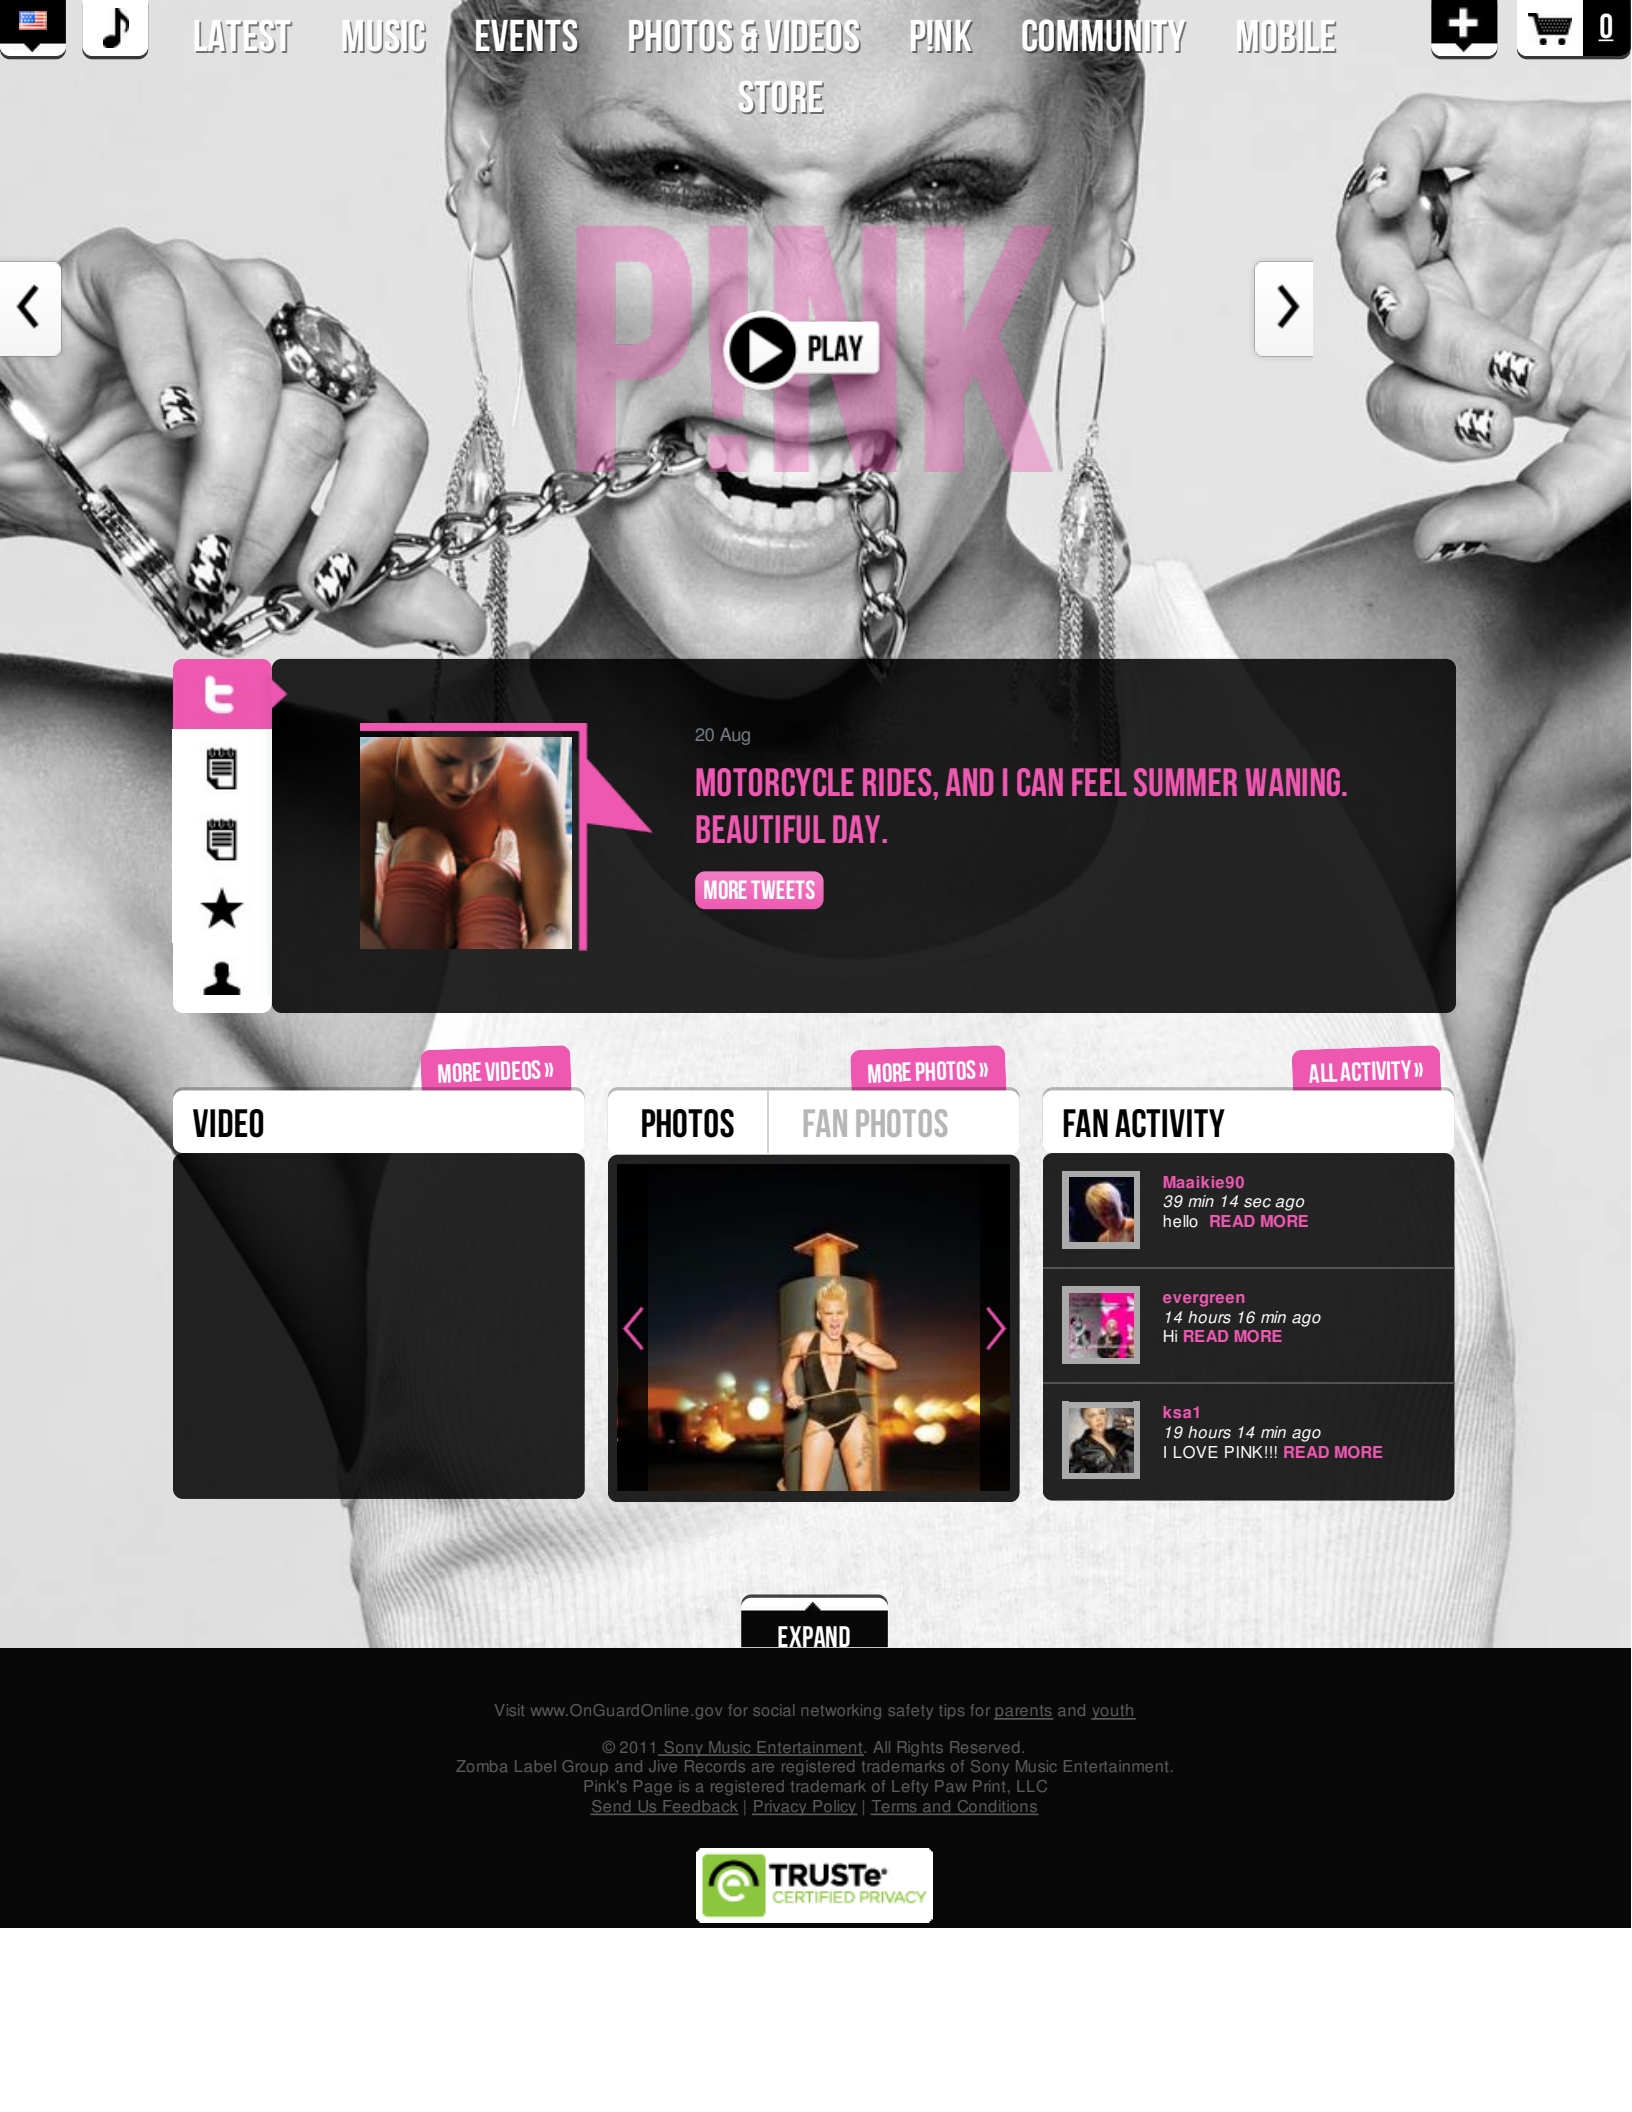 LATEST MUSIC EVENTS PHOTOS & VIDEOS P!NK COMMUNITY MOBILE
0
STORE
P!NK
PLAY
20 Aug
MOTORCYCLE RIDES, AND I CAN FEEL SUMMER WANING.
BEAUTIFUL DAY.
MORE TWEETS
MORE VIDEOS »
VIDEO
MORE PHOTOS »
PHOTOS FAN PHOTOS
ALL ACTIVITY »
FAN ACTIVITY
Maaikie90
39 min 14 sec ago
hello READ MORE
evergreen
14 hours 16 min ago
Hi READ MORE
ksa1
19 hours 14 min ago
I LOVE PINK!!! READ MORE
EXPAND
Visit www.OnGuardOnline.gov for social networking safety tips for parents and youth
© 2011 Sony Music Entertainment. All Rights Reserved.
Zomba Label Group and Jive Records are registered trademarks of Sony Music Entertainment.
Pink's Page is a registered trademark of Lefty Paw Print, LLC
Send Us Feedback | Privacy Policy | Terms and Conditions
TRUSTe
CERTIFIED PRIVACY